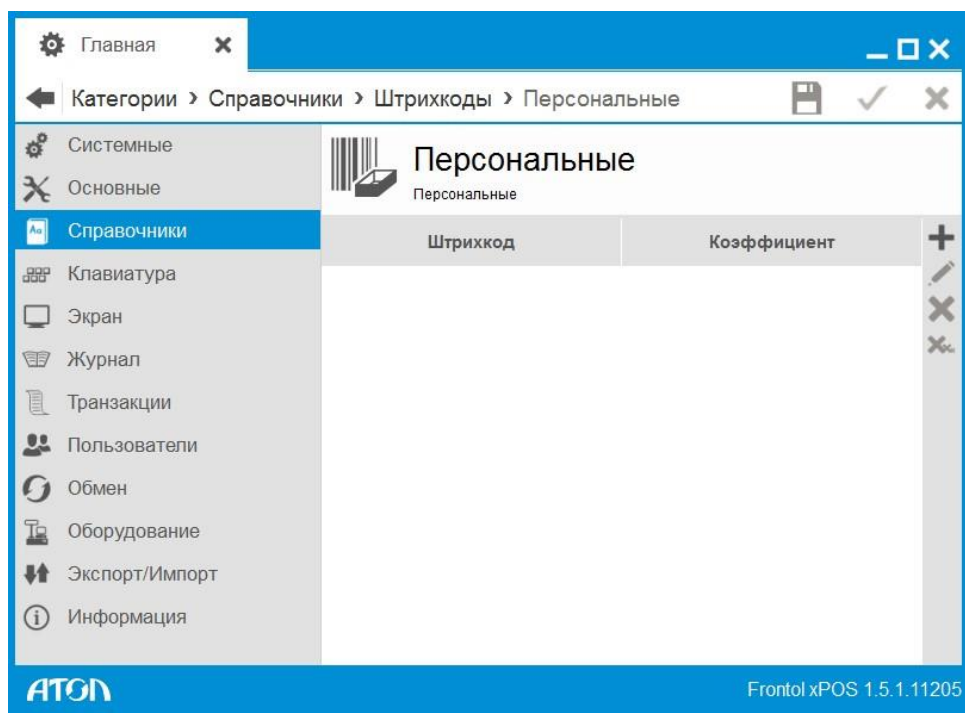 Главная
Категории › Справочники › Штрихкоды › Персональные
Системные
Основные
Справочники
Клавиатура
Экран
Журнал
Транзакции
Пользователи
Обмен
Оборудование
Экспорт/Импорт
Информация
Персональные
Персональные
Штрихкод Коэффициент
АТОЛ Frontol xPOS 1.5.1.11205